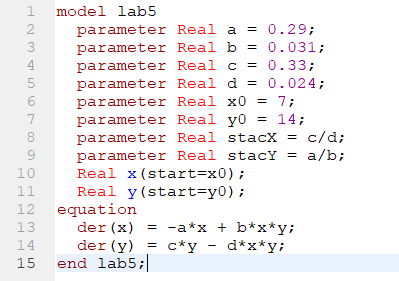 1 model lab5
2   parameter Real a = 0.29;
3   parameter Real b = 0.031;
4   parameter Real c = 0.33;
5   parameter Real d = 0.024;
6   parameter Real x0 = 7;
7   parameter Real y0 = 14;
8   parameter Real stacX = c/d;
9   parameter Real stacY = a/b;
10   Real x(start=x0);
11   Real y(start=y0);
12 equation
13   der(x) = -a*x + b*x*y;
14   der(y) = c*y - d*x*y;
15 end lab5;